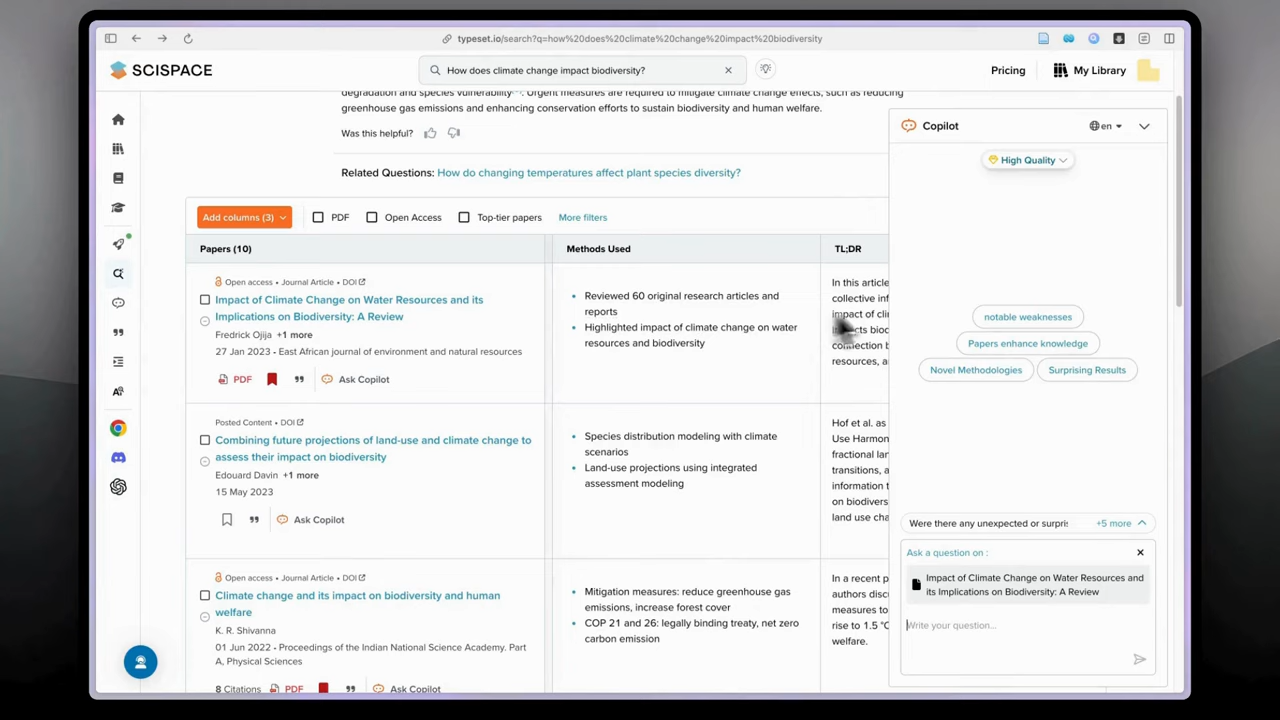 typeset.io/search?q=how%20does%20climate%20change%20impact%20biodiversity
SCISPACE
How does climate change impact biodiversity?
Pricing
My Library
degradation and species vulnerability
Urgent measures are required to mitigate climate change effects, such as reducing
greenhouse gas emissions and enhancing conservation efforts to sustain biodiversity and human welfare.
Was this helpful?
Related Questions: How do changing temperatures affect plant species diversity?
Add columns (3)
PDF
Open Access
Top-tier papers
More filters
Papers (10)
Methods Used
TL;DR
Open access • Journal Article • DOI
Impact of Climate Change on Water Resources and its
Implications on Biodiversity: A Review
Fredrick Ojija +1 more
27 Jan 2023 • East African journal of environment and natural resources
PDF
Ask Copilot
• Reviewed 60 original research articles and
reports
• Highlighted impact of climate change on water
resources and biodiversity
In this article
collective inf
impact of cli
biod
connection b
resources, a
Posted Content • DOI
Combining future projections of land-use and climate change to
assess their impact on biodiversity
Edouard Davin +1 more
15 May 2023
Ask Copilot
• Species distribution modeling with climate
scenarios
• Land-use projections using integrated
assessment modeling
Hof et al. as
Use Harmon
fractional lan
transitions, a
information t
on biodivers
land use cha
Open access • Journal Article • DOI
Climate change and its impact on biodiversity and human
welfare
K. R. Shivanna
01 Jun 2022 • Proceedings of the Indian National Science Academy. Part
A, Physical Sciences
8 Citations
PDF
Ask Copilot
• Mitigation measures: reduce greenhouse gas
emissions, increase forest cover
• COP 21 and 26: legally binding treaty, net zero
carbon emission
In a recent p
authors disc
measures to
rise to 1.5 °C
welfare.
Copilot
en
High Quality
notable weaknesses
Papers enhance knowledge
Novel Methodologies
Surprising Results
Were there any unexpected or surpris
+5 more
Ask a question on :
Impact of Climate Change on Water Resources and
its Implications on Biodiversity: A Review
Write your question...